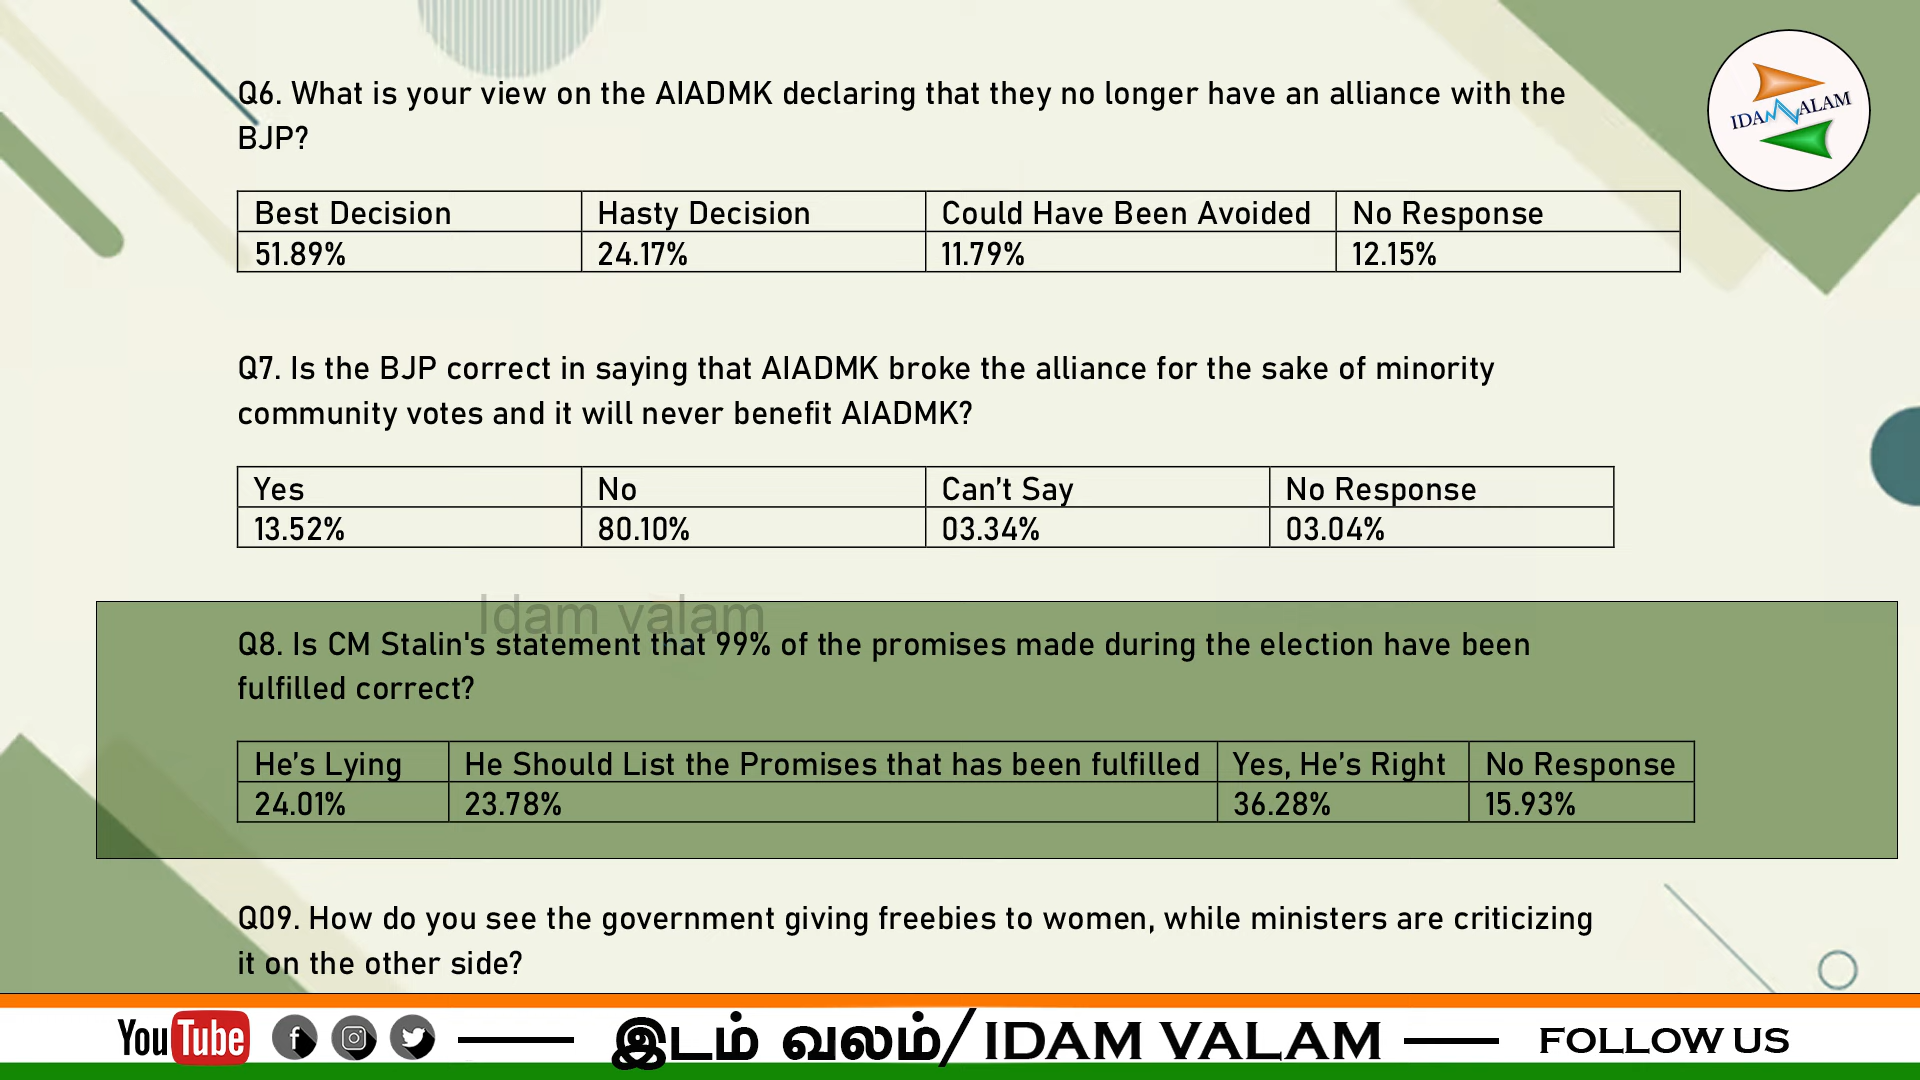 Q6. What is your view on the AIADMK declaring that they no longer have an alliance with the
BJP?
IDAM VALAM
Best Decision Hasty Decision Could Have Been Avoided No Response
51.89% 24.17% 11.79% 12.15%
Q7. Is the BJP correct in saying that AIADMK broke the alliance for the sake of minority
community votes and it will never benefit AIADMK?
Yes No Can't Say No Response
13.52% 80.10% 03.34% 03.04%
Idam valam
Q8. Is CM Stalin's statement that 99% of the promises made during the election have been
fulfilled correct?
He's Lying He Should List the Promises that has been fulfilled Yes, He's Right No Response
24.01% 23.78% 36.28% 15.93%
Q09. How do you see the government giving freebies to women, while ministers are criticizing
it on the other side?
YouTube இடம் வலம்/ IDAM VALAM FOLLOW US